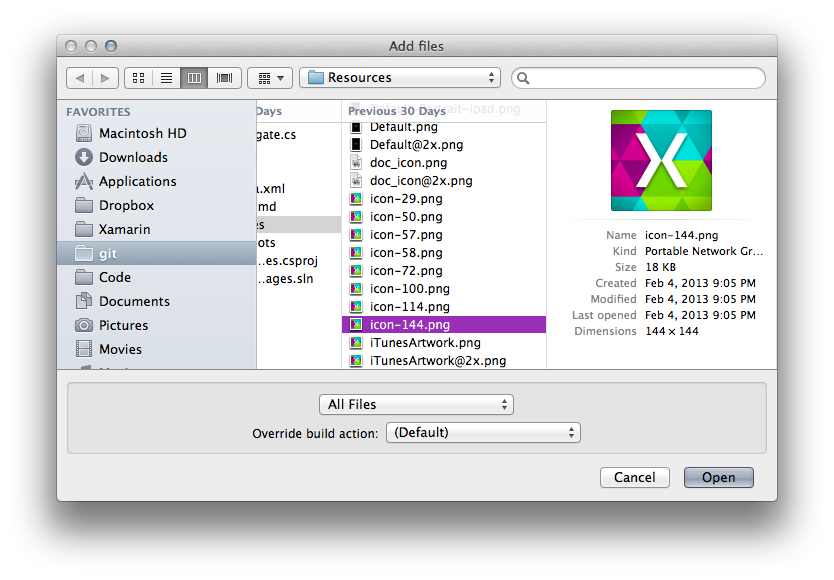 Add files
Resources
FAVORITES
Macintosh HD
Downloads
Applications
Dropbox
Xamarin
git
Code
Documents
Pictures
Movies
Days
gate.cs
a.xml
md
es
ots
...es.csproj
...ages.sln
Previous 30 Days
Default.png
Default@2x.png
doc_icon.png
doc_icon@2x.png
icon-29.png
icon-50.png
icon-57.png
icon-58.png
icon-72.png
icon-100.png
icon-114.png
icon-144.png
iTunesArtwork.png
iTunesArtwork@2x.png
X
Name icon-144.png
Kind Portable Network Gr...
Size 18 KB
Created Feb 4, 2013 9:05 PM
Modified Feb 4, 2013 9:05 PM
Last opened Feb 4, 2013 9:05 PM
Dimensions 144 × 144
All Files
Override build action: (Default)
Cancel Open